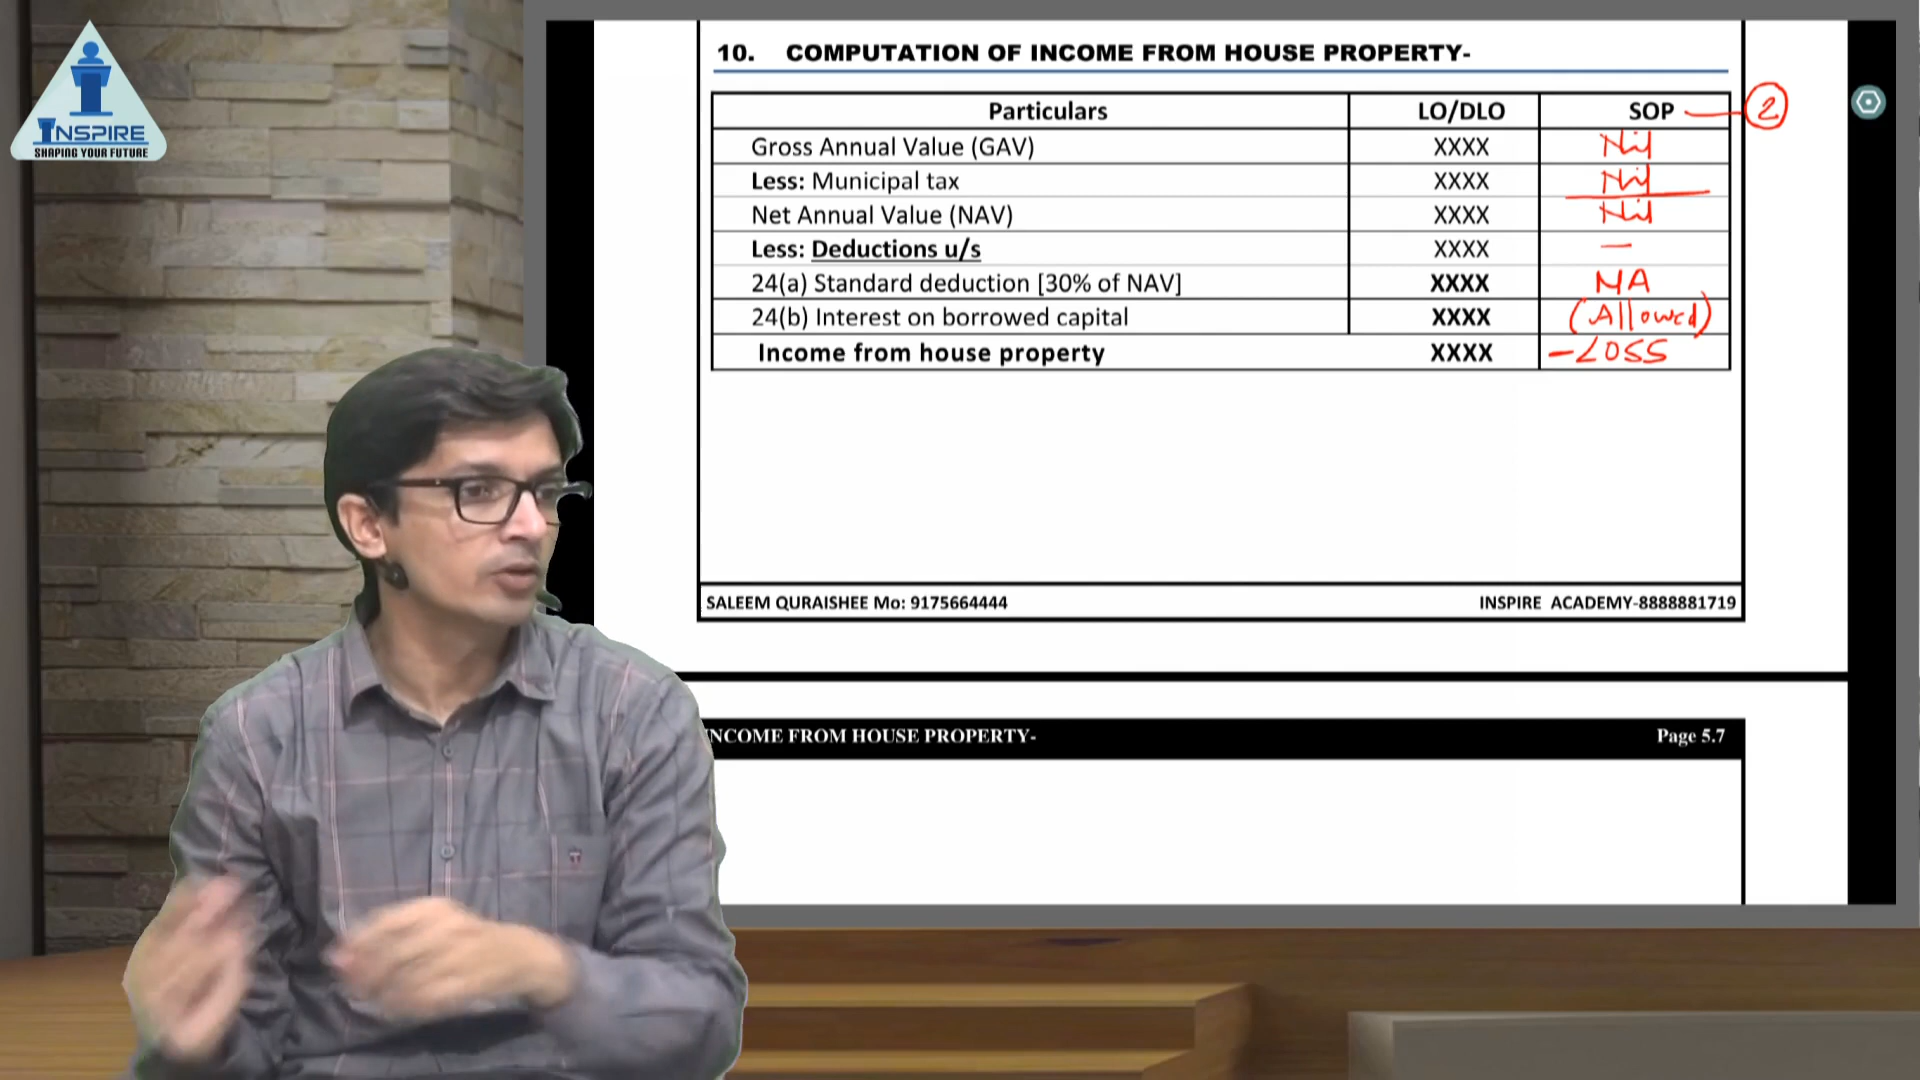 INSPIRE
SHAPING YOUR FUTURE
10. COMPUTATION OF INCOME FROM HOUSE PROPERTY-
Particulars LO/DLO SOP 2
Gross Annual Value (GAV) XXXX Nil
Less: Municipal tax XXXX Nil
Net Annual Value (NAV) XXXX Nil
Less: Deductions u/s XXXX —
24(a) Standard deduction [30% of NAV] XXXX NA
24(b) Interest on borrowed capital XXXX (Allowed)
Income from house property XXXX -LOSS
SALEEM QURAISHEE Mo: 9175664444 INSPIRE ACADEMY-8888881719
NCOME FROM HOUSE PROPERTY- Page 5.7